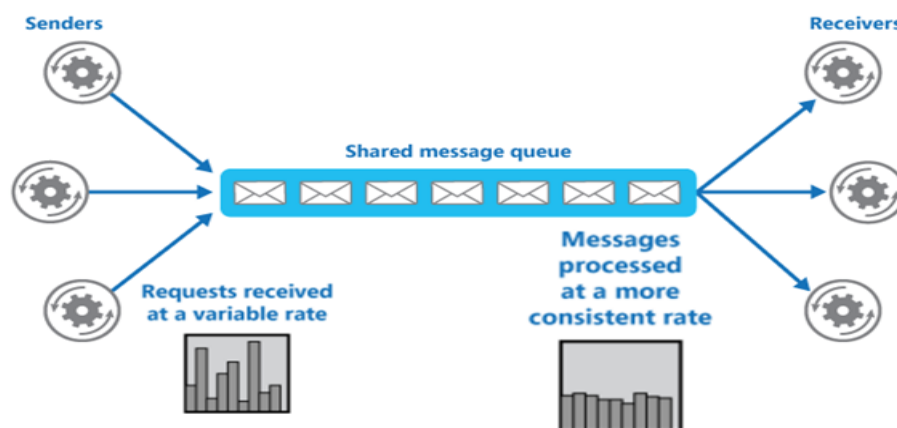 Senders
Receivers
Shared message queue
Messages
processed
at a more
consistent rate
Requests received
at a variable rate